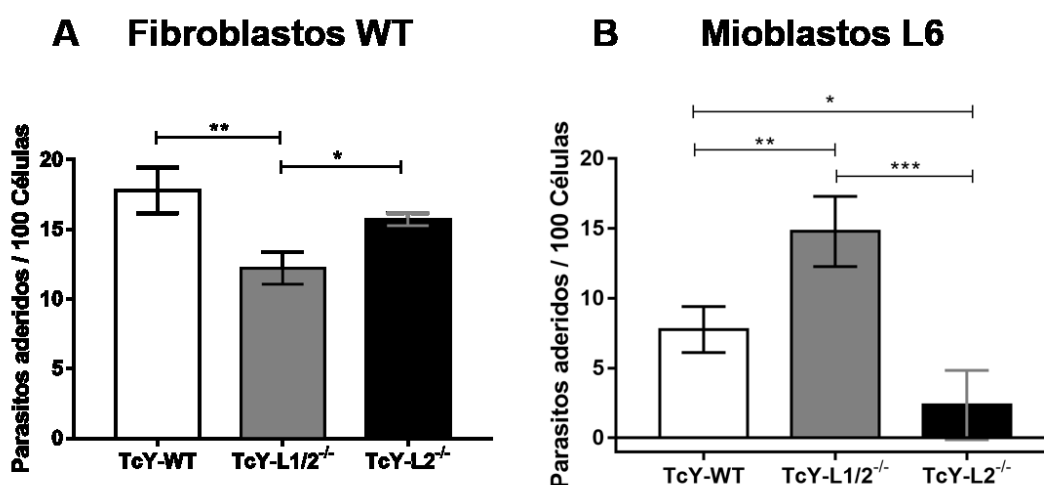 A Fibroblastos WT
**
*
Parasitos aderidos / 100 Células
20
15
10
5
0
TcY-WT TcY-L1/2-/- TcY-L2-/-
B Mioblastos L6
*
**
***
Parasitos aderidos / 100 Células
20
15
10
5
0
TcY-WT TcY-L1/2-/- TcY-L2-/-